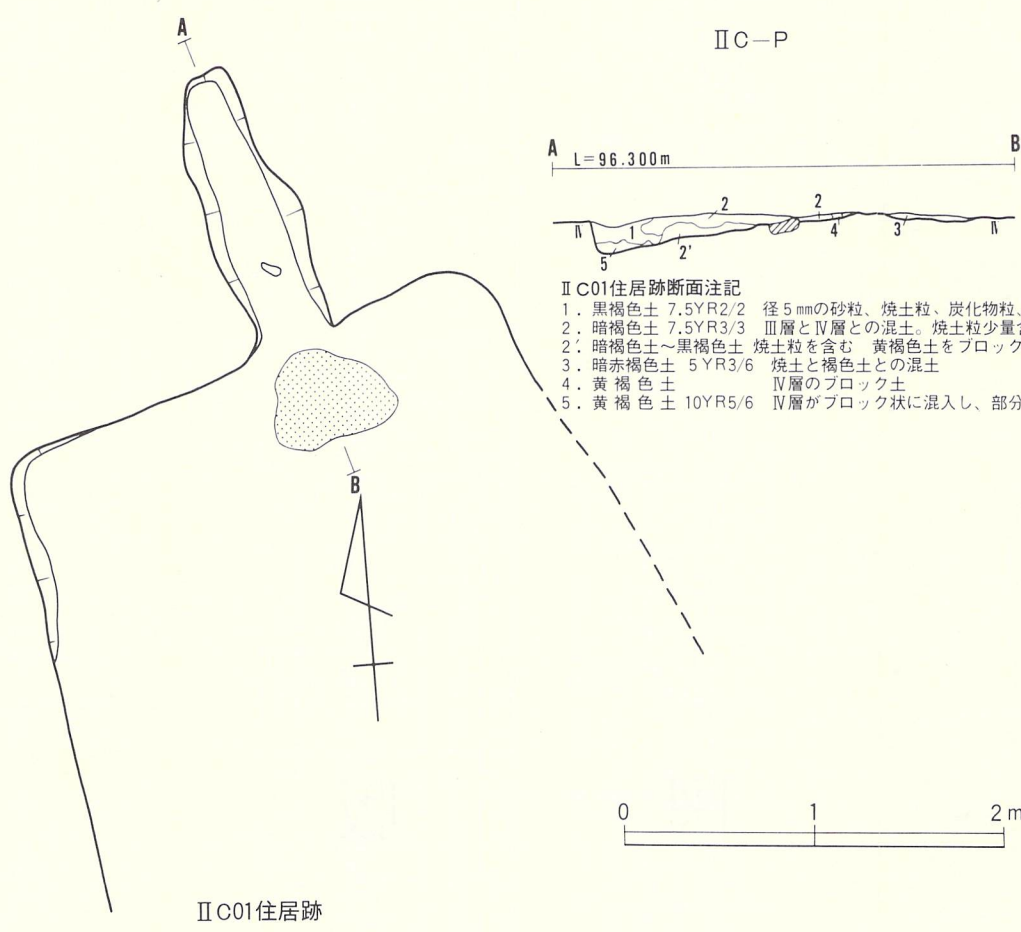 A
ⅡC－P
A B
L＝96.300m
2 2
Ⅳ 1 4 3 Ⅳ
5 2'
ⅡC01住居跡断面注記
1．黒褐色土 7.5YR2/2 径5㎜の砂粒、焼土粒、炭化物粒、
2．暗褐色土 7.5YR3/3 Ⅲ層とⅣ層との混土。焼土粒少量
2'．暗褐色土～黒褐色土 焼土粒を含む 黄褐色土をブロック
3．暗赤褐色土 5YR3/6 焼土と褐色土との混土
4．黄褐色土 Ⅳ層のブロック土
5．黄褐色土 10YR5/6 Ⅳ層がブロック状に混入し、部分
B
0 1 2m
ⅡC01住居跡